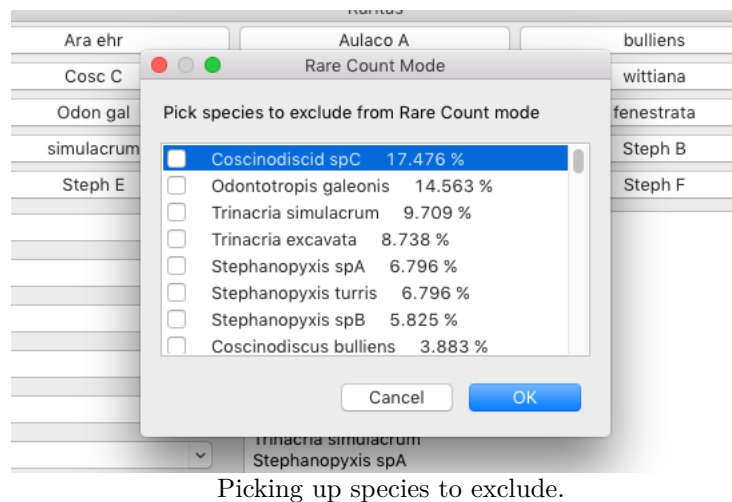 Raritas
Ara ehr
Aulaco A
bulliens
Cosc C
Rare Count Mode
wittiana
Odon gal
Pick species to exclude from Rare Count mode
fenestrata
simulacrum
Coscinodiscid spC 17.476 %
Steph B
Steph E
Odontotropis galeonis 14.563 %
Steph F
Trinacria simulacrum 9.709 %
Trinacria excavata 8.738 %
Stephanopyxis spA 6.796 %
Stephanopyxis turris 6.796 %
Stephanopyxis spB 5.825 %
Coscinodiscus bulliens 3.883 %
Cancel
OK
Trinacria simulacrum
Stephanopyxis spA
Picking up species to exclude.